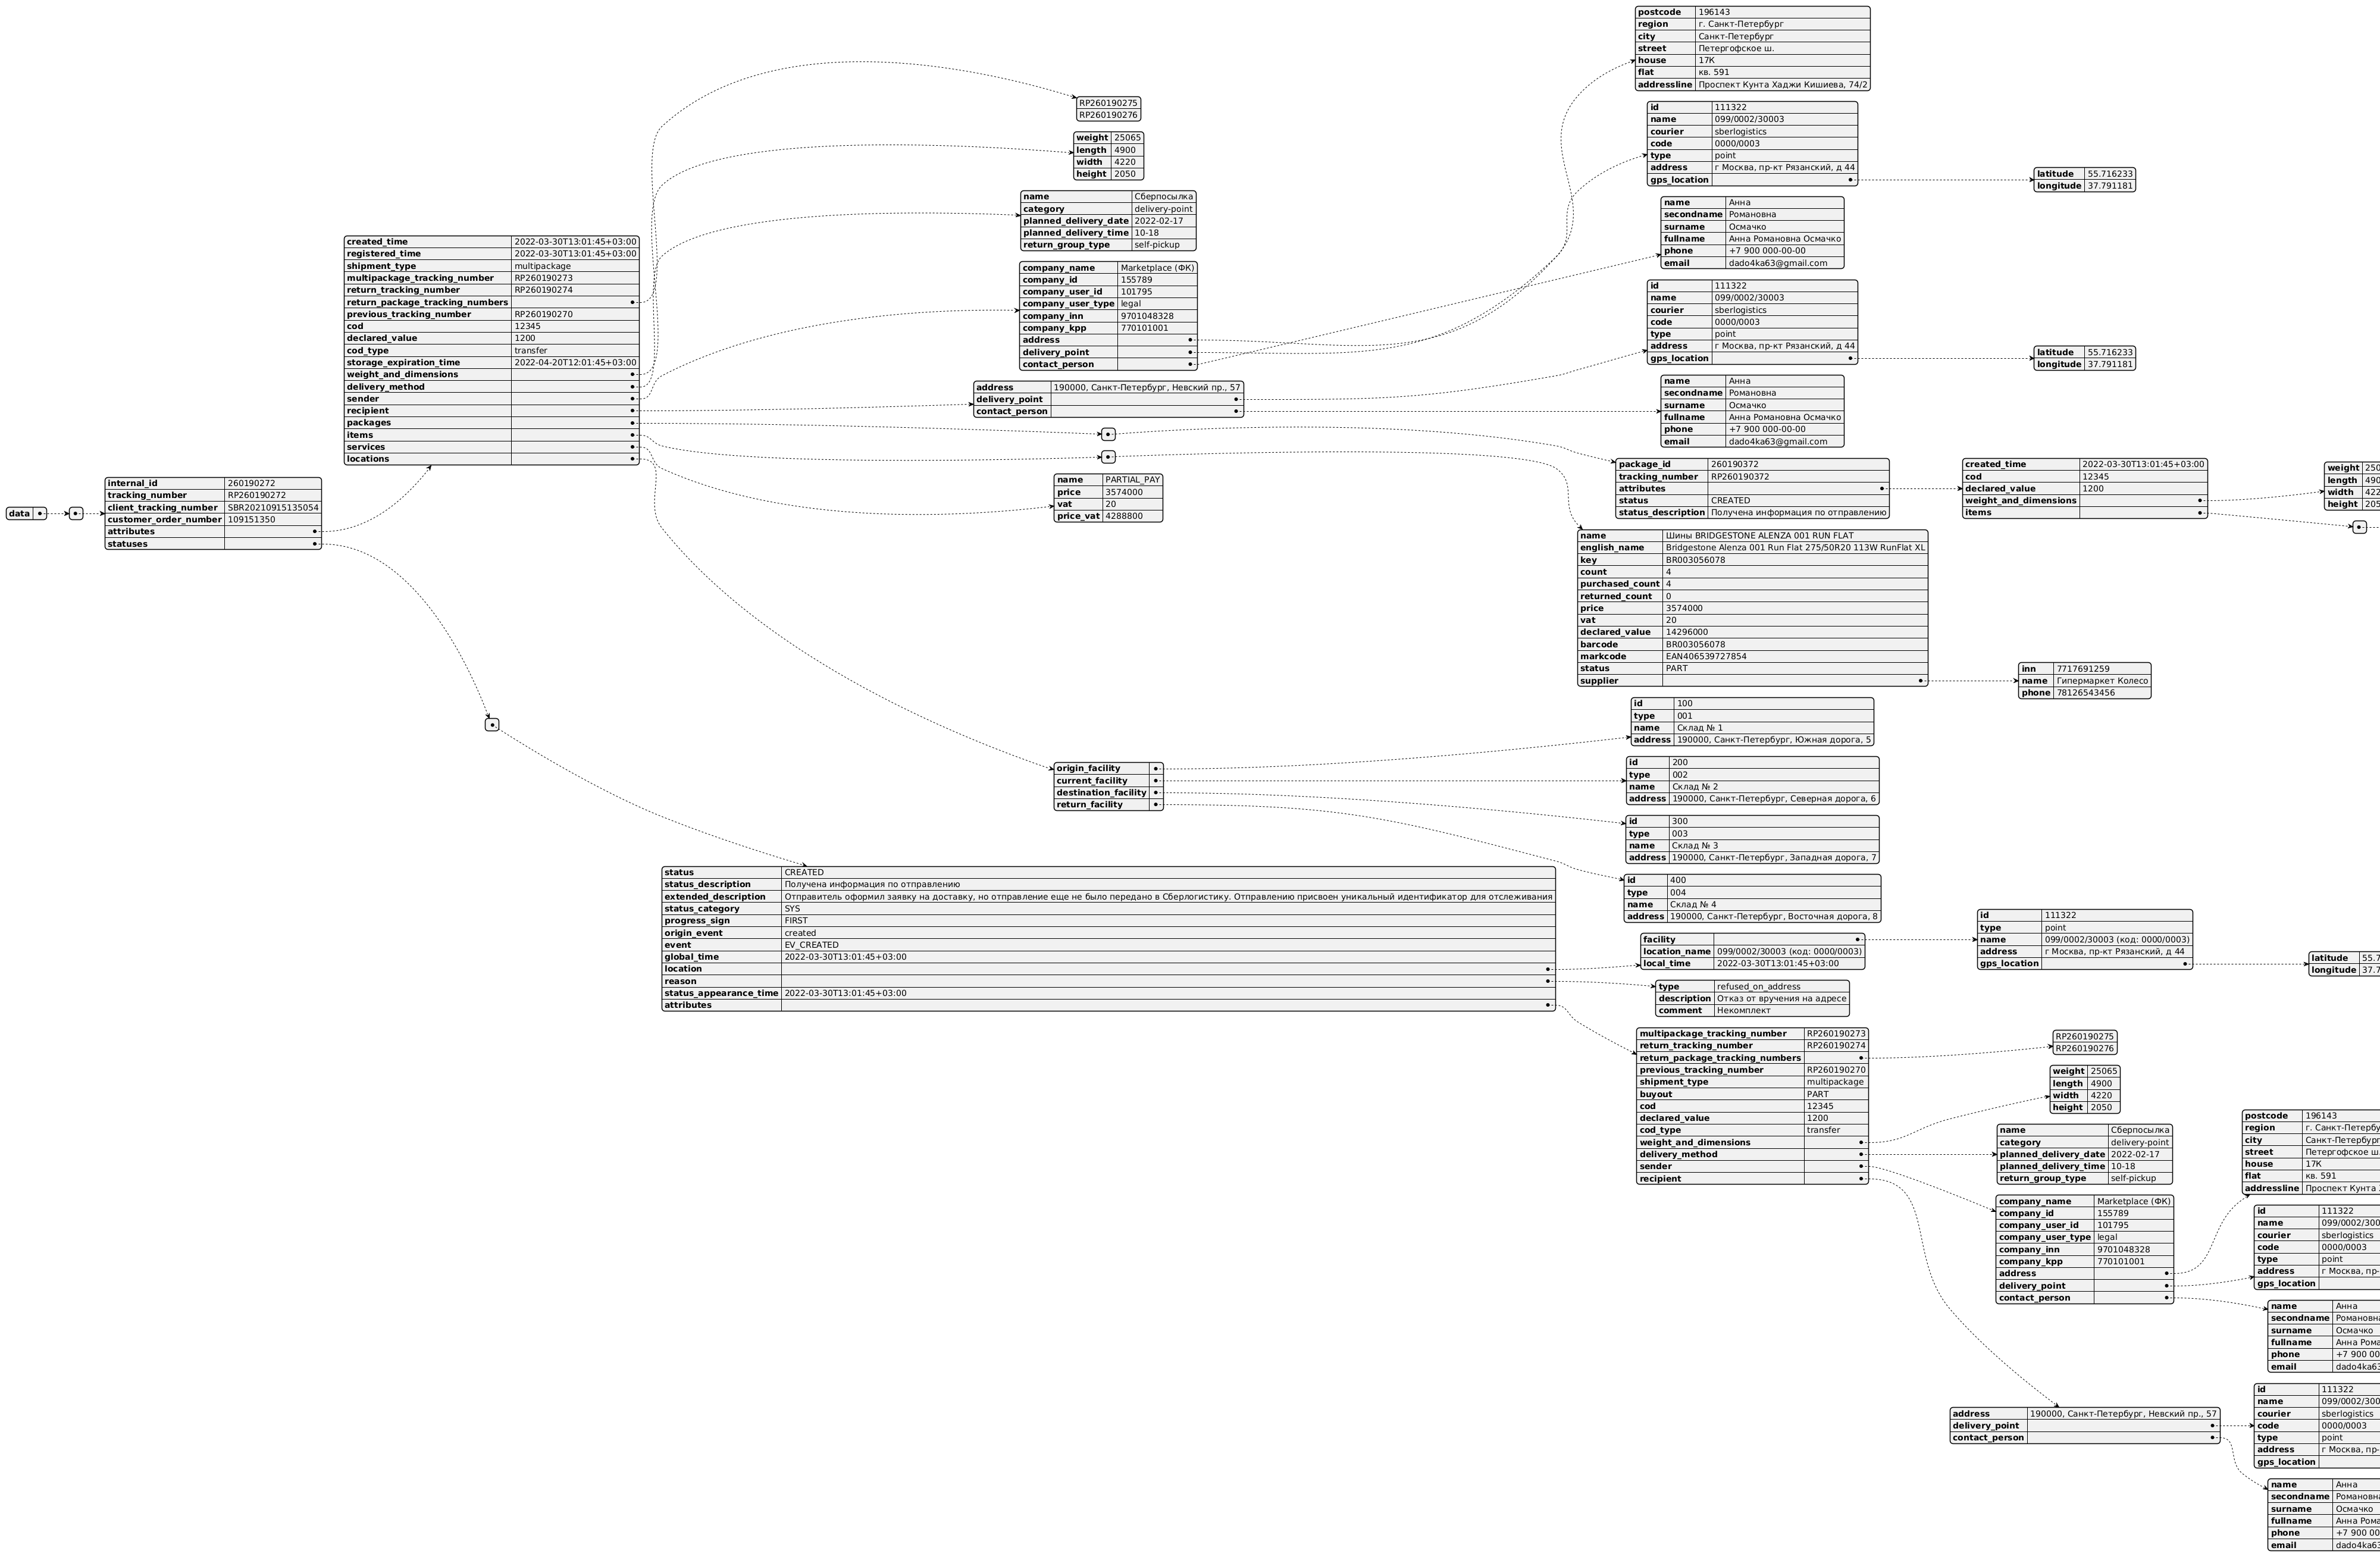 data
internal_id 260190272
tracking_number RP260190272
client_tracking_number SBR20210915135054
customer_order_number 109151350
attributes
statuses
created_time 2022-03-30T13:01:45+03:00
registered_time 2022-03-30T13:01:45+03:00
shipment_type multipackage
multipackage_tracking_number RP260190273
return_tracking_number RP260190274
return_package_tracking_numbers
previous_tracking_number RP260190270
cod 12345
declared_value 1200
cod_type transfer
storage_expiration_time 2022-04-20T12:01:45+03:00
weight_and_dimensions
delivery_method
sender
recipient
packages
items
services
locations
RP260190275
RP260190276
weight 25065
length 4900
width 4220
height 2050
name Сберпосылка
category delivery-point
planned_delivery_date 2022-02-17
planned_delivery_time 10-18
return_group_type self-pickup
company_name Marketplace (ФК)
company_id 155789
company_user_id 101795
company_user_type legal
company_inn 9701048328
company_kpp 770101001
address
delivery_point
contact_person
address 190000, Санкт-Петербург, Невский пр., 57
delivery_point
contact_person
name PARTIAL_PAY
price 3574000
vat 20
price_vat 4288800
origin_facility
current_facility
destination_facility
return_facility
postcode 196143
region г. Санкт-Петербург
city Санкт-Петербург
street Петергофское ш.
house 17К
flat кв. 591
addressline Проспект Кунта Хаджи Кишиева, 74/2
id 111322
name 099/0002/30003
courier sberlogistics
code 0000/0003
type point
address г Москва, пр-кт Рязанский, д 44
gps_location
latitude 55.716233
longitude 37.791181
name Анна
secondname Романовна
surname Осмачко
fullname Анна Романовна Осмачко
phone +7 900 000-00-00
email dado4ka63@gmail.com
id 111322
name 099/0002/30003
courier sberlogistics
code 0000/0003
type point
address г Москва, пр-кт Рязанский, д 44
gps_location
latitude 55.716233
longitude 37.791181
name Анна
secondname Романовна
surname Осмачко
fullname Анна Романовна Осмачко
phone +7 900 000-00-00
email dado4ka63@gmail.com
package_id 260190372
tracking_number RP260190372
attributes
status CREATED
status_description Получена информация по отправлению
created_time 2022-03-30T13:01:45+03:00
cod 12345
declared_value 1200
weight_and_dimensions
items
weight 250
length 490
width 422
height 205
name Шины BRIDGESTONE ALENZA 001 RUN FLAT
english_name Bridgestone Alenza 001 Run Flat 275/50R20 113W RunFlat XL
key BR003056078
count 4
purchased_count 4
returned_count 0
price 3574000
vat 20
declared_value 14296000
barcode BR003056078
markcode EAN406539727854
status PART
supplier
inn 7717691259
name Гипермаркет Колесо
phone 78126543456
id 100
type 001
name Склад № 1
address 190000, Санкт-Петербург, Южная дорога, 5
id 200
type 002
name Склад № 2
address 190000, Санкт-Петербург, Северная дорога, 6
id 300
type 003
name Склад № 3
address 190000, Санкт-Петербург, Западная дорога, 7
id 400
type 004
name Склад № 4
address 190000, Санкт-Петербург, Восточная дорога, 8
status CREATED
status_description Получена информация по отправлению
extended_description Отправитель оформил заявку на доставку, но отправление еще не было передано в Сберлогистику. Отправлению присвоен уникальный идентификатор для отслеживания
status_category SYS
progress_sign FIRST
origin_event created
event EV_CREATED
global_time 2022-03-30T13:01:45+03:00
location
reason
status_appearance_time 2022-03-30T13:01:45+03:00
attributes
facility
location_name 099/0002/30003 (код: 0000/0003)
local_time 2022-03-30T13:01:45+03:00
id 111322
type point
name 099/0002/30003 (код: 0000/0003)
address г Москва, пр-кт Рязанский, д 44
gps_location
latitude 55.7
longitude 37.7
type refused_on_address
description Отказ от вручения на адресе
comment Некомплект
multipackage_tracking_number RP260190273
return_tracking_number RP260190274
return_package_tracking_numbers
previous_tracking_number RP260190270
shipment_type multipackage
buyout PART
cod 12345
declared_value 1200
cod_type transfer
weight_and_dimensions
delivery_method
sender
recipient
RP260190275
RP260190276
weight 25065
length 4900
width 4220
height 2050
name Сберпосылка
category delivery-point
planned_delivery_date 2022-02-17
planned_delivery_time 10-18
return_group_type self-pickup
company_name Marketplace (ФК)
company_id 155789
company_user_id 101795
company_user_type legal
company_inn 9701048328
company_kpp 770101001
address
delivery_point
contact_person
address 190000, Санкт-Петербург, Невский пр., 57
delivery_point
contact_person
postcode 196143
region г. Санкт-Петербу
city Санкт-Петербург
street Петергофское ш.
house 17К
flat кв. 591
addressline Проспект Кунта
id 111322
name 099/0002/300
courier sberlogistics
code 0000/0003
type point
address г Москва, пр-
gps_location
name Анна
secondname Романовна
surname Осмачко
fullname Анна Рома
phone +7 900 00
email dado4ka63
id 111322
name 099/0002/300
courier sberlogistics
code 0000/0003
type point
address г Москва, пр-
gps_location
name Анна
secondname Романовна
surname Осмачко
fullname Анна Рома
phone +7 900 00
email dado4ka63